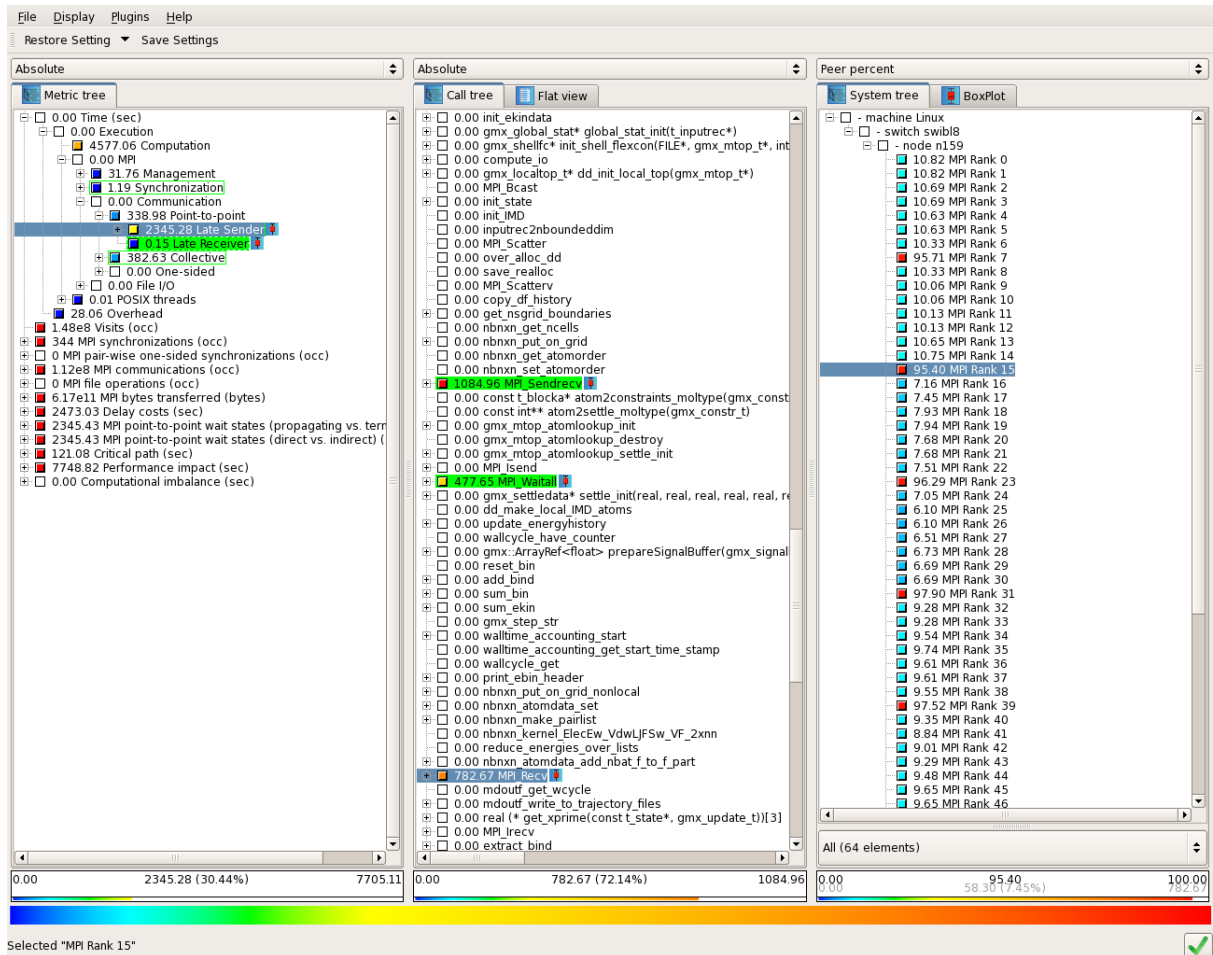 File Display Plugins Help
Restore Setting Save Settings
Absolute
Metric tree
0.00 Time (sec)
0.00 Execution
4577.06 Computation
0.00 MPI
31.76 Management
1.19 Synchronization
0.00 Communication
338.98 Point-to-point
2345.28 Late Sender
0.15 Late Receiver
382.63 Collective
0.00 One-sided
0.00 File I/O
0.01 POSIX threads
28.06 Overhead
1.48e8 Visits (occ)
344 MPI synchronizations (occ)
0 MPI pair-wise one-sided synchronizations (occ)
1.12e8 MPI communications (occ)
0 MPI file operations (occ)
6.17e11 MPI bytes transferred (bytes)
2473.03 Delay costs (sec)
2345.43 MPI point-to-point wait states (propagating vs. terr
2345.43 MPI point-to-point wait states (direct vs. indirect) (
121.08 Critical path (sec)
7748.82 Performance impact (sec)
0.00 Computational imbalance (sec)
0.00 2345.28 (30.44%) 7705.11
Absolute
Call tree Flat view
0.00 init_ekindata
0.00 gmx_global_stat* global_stat_init(t_inputrec*)
0.00 gmx_shellfc* init_shell_flexcon(FILE*, gmx_mtop_t*, int
0.00 compute_io
0.00 gmx_localtop_t* dd_init_local_top(gmx_mtop_t*)
0.00 MPI_Bcast
0.00 init_state
0.00 init_IMD
0.00 inputrec2nboundeddim
0.00 MPI_Scatter
0.00 over_alloc_dd
0.00 save_realloc
0.00 MPI_Scatterv
0.00 copy_df_history
0.00 get_nsgrid_boundaries
0.00 nbnxn_get_ncells
0.00 nbnxn_put_on_grid
0.00 nbnxn_get_atomorder
0.00 nbnxn_set_atomorder
1084.96 MPI_Sendrecv
0.00 const t_blocka* atom2constraints_moltype(gmx_const
0.00 const int** atom2settle_moltype(gmx_constr_t)
0.00 gmx_mtop_atomlookup_init
0.00 gmx_mtop_atomlookup_destroy
0.00 gmx_mtop_atomlookup_settle_init
0.00 MPI_Isend
477.65 MPI_Waitall
0.00 gmx_settledata* settle_init(real, real, real, real, real, re
0.00 dd_make_local_IMD_atoms
0.00 update_energyhistory
0.00 wallcycle_have_counter
0.00 gmx::ArrayRef<float> prepareSignalBuffer(gmx_signal
0.00 reset_bin
0.00 add_bind
0.00 sum_bin
0.00 sum_ekin
0.00 gmx_step_str
0.00 walltime_accounting_start
0.00 walltime_accounting_get_start_time_stamp
0.00 wallcycle_get
0.00 print_ebin_header
0.00 nbnxn_put_on_grid_nonlocal
0.00 nbnxn_atomdata_set
0.00 nbnxn_make_pairlist
0.00 nbnxn_kernel_ElecEw_VdwLJFSw_VF_2xnn
0.00 reduce_energies_over_lists
0.00 nbnxn_atomdata_add_nbat_f_to_f_part
782.67 MPI_Recv
0.00 mdoutf_get_wcycle
0.00 mdoutf_write_to_trajectory_files
0.00 real (* get_xprime(const t_state*, gmx_update_t))[3]
0.00 MPI_Irecv
0.00 extract_bind
0.00 782.67 (72.14%) 1084.96
Peer percent
System tree BoxPlot
- machine Linux
- switch swibl8
- node n159
10.82 MPI Rank 0
10.82 MPI Rank 1
10.69 MPI Rank 2
10.69 MPI Rank 3
10.63 MPI Rank 4
10.63 MPI Rank 5
10.33 MPI Rank 6
95.71 MPI Rank 7
10.33 MPI Rank 8
10.06 MPI Rank 9
10.06 MPI Rank 10
10.13 MPI Rank 11
10.13 MPI Rank 12
10.65 MPI Rank 13
10.75 MPI Rank 14
95.40 MPI Rank 15
7.16 MPI Rank 16
7.45 MPI Rank 17
7.93 MPI Rank 18
7.94 MPI Rank 19
7.68 MPI Rank 20
7.68 MPI Rank 21
7.51 MPI Rank 22
96.29 MPI Rank 23
7.05 MPI Rank 24
6.10 MPI Rank 25
6.10 MPI Rank 26
6.51 MPI Rank 27
6.73 MPI Rank 28
6.69 MPI Rank 29
6.69 MPI Rank 30
97.90 MPI Rank 31
9.28 MPI Rank 32
9.28 MPI Rank 33
9.54 MPI Rank 34
9.74 MPI Rank 35
9.61 MPI Rank 36
9.61 MPI Rank 37
9.55 MPI Rank 38
97.52 MPI Rank 39
9.35 MPI Rank 40
8.84 MPI Rank 41
9.01 MPI Rank 42
9.29 MPI Rank 43
9.48 MPI Rank 44
9.65 MPI Rank 45
9.65 MPI Rank 46
All (64 elements)
0.00 95.40 100.00
0.00 58.30 (7.45%) 782.67
Selected "MPI Rank 15"